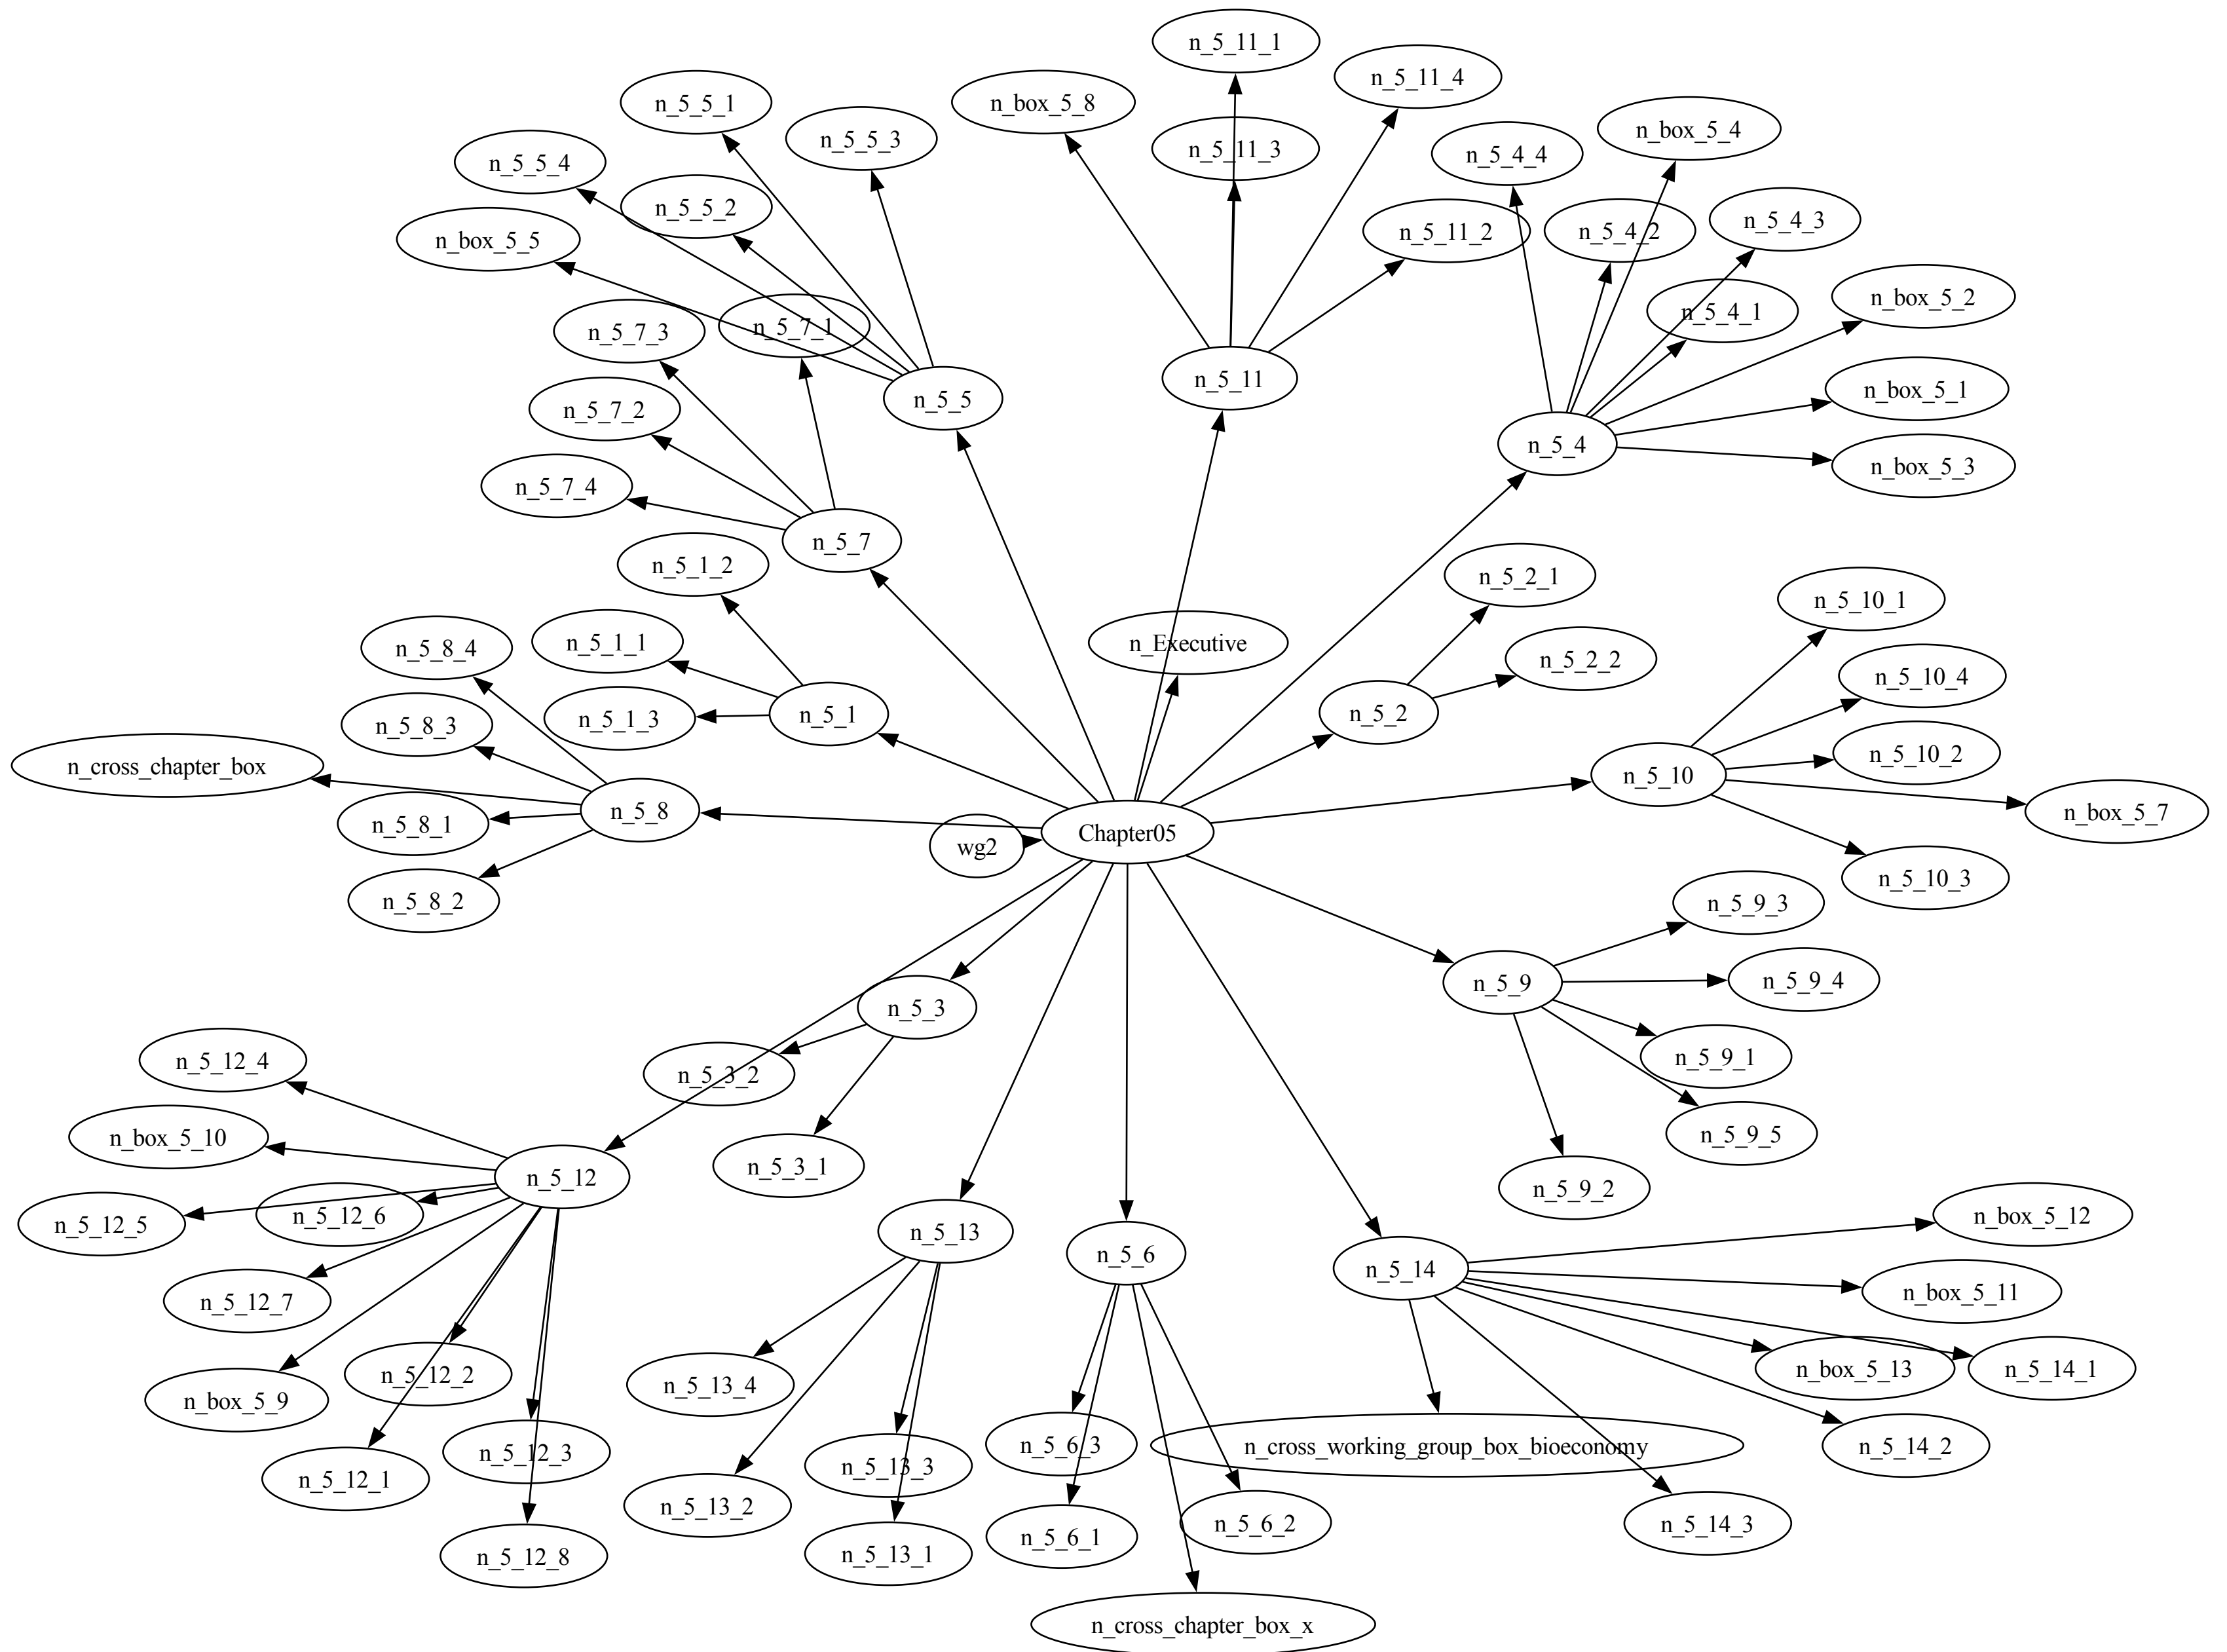 n_5_11_1
n_5_11_4
n_box_5_8
n_5_5_1
n_5_5_3
n_5_11_3
n_box_5_4
n_5_4_4
n_5_5_4
n_5_5_2
n_5_4_3
n_5_4_2
n_5_11_2
n_box_5_5
n_box_5_2
n_5_4_1
n_5_7_1
n_5_7_3
n_5_11
n_box_5_1
n_5_5
n_5_7_2
n_5_4
n_box_5_3
n_5_7_4
n_5_7
n_5_1_2
n_5_2_1
n_5_10_1
n_5_1_1
n_Executive
n_5_8_4
n_5_2_2
n_5_10_4
n_5_2
n_5_1
n_5_1_3
n_5_8_3
n_5_10_2
n_cross_chapter_box
n_5_10
n_5_8
n_box_5_7
n_5_8_1
Chapter05
wg2
n_5_10_3
n_5_8_2
n_5_9_3
n_5_9_4
n_5_9
n_5_3
n_5_9_1
n_5_12_4
n_5_3_2
n_5_9_5
n_box_5_10
n_5_3_1
n_5_12
n_5_9_2
n_5_12_6
n_box_5_12
n_5_12_5
n_5_13
n_5_6
n_5_14
n_box_5_11
n_5_12_7
n_box_5_13
n_5_14_1
n_5_12_2
n_5_13_4
n_box_5_9
n_5_6_3
n_cross_working_group_box_bioeconomy
n_5_14_2
n_5_12_3
n_5_13_3
n_5_12_1
n_5_13_2
n_5_6_2
n_5_14_3
n_5_6_1
n_5_13_1
n_5_12_8
n_cross_chapter_box_x